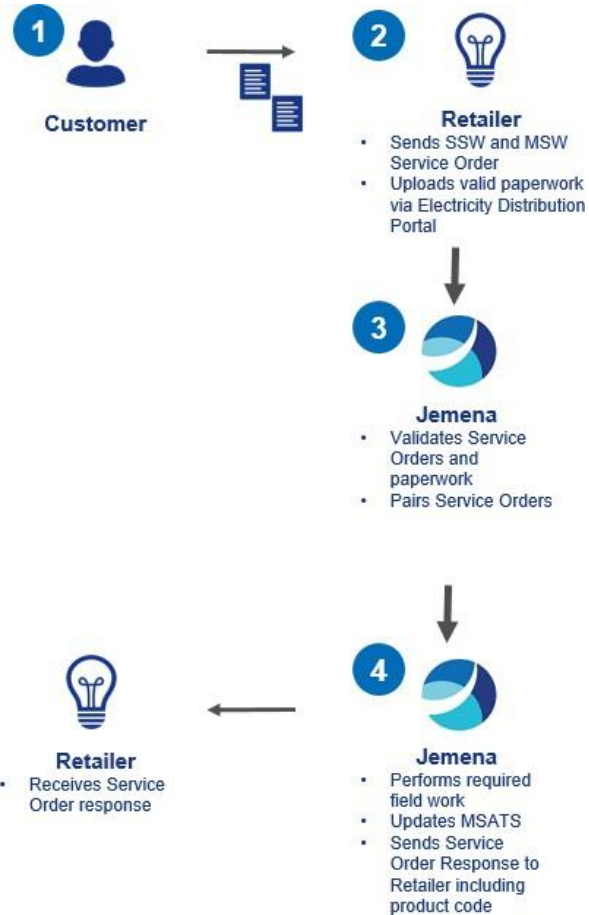 1
Customer
2
Retailer
• Sends SSW and MSW
Service Order
• Uploads valid paperwork
via Electricity Distribution
Portal
3
Jemena
• Validates Service
Orders and
paperwork
• Pairs Service Orders
4
Jemena
• Performs required
field work
• Updates MSATS
• Sends Service
Order Response to
Retailer including
product code
Retailer
• Receives Service
Order response